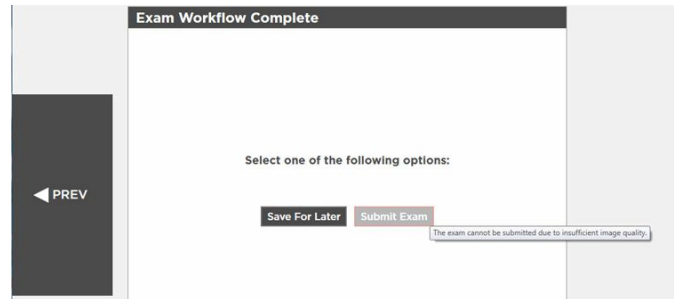 Exam Workflow Complete
Select one of the following options:
PREV
Save For Later
Submit Exam
The exam cannot be submitted due to insufficient image quality.